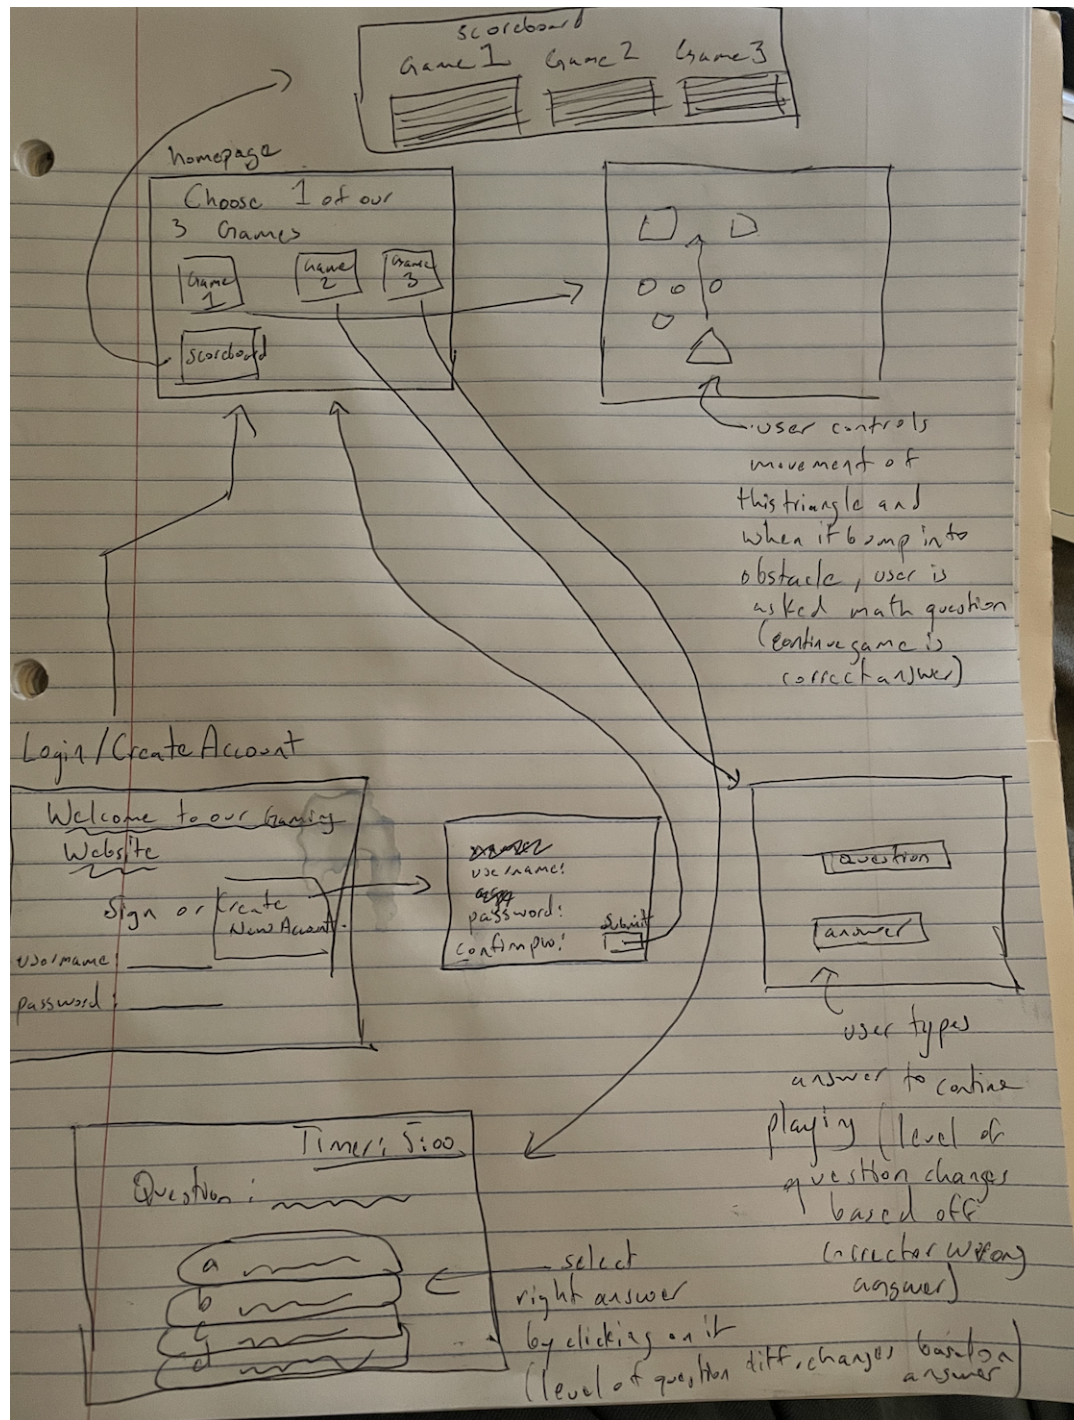 scoreboard
Game 1 Game 2 Game 3
homepage
Choose 1 of our
3 Games
Game 1
Game 2
Game 3
scoreboard
user controls
movement of
this triangle and
when it bump into
obstacle, user is
asked math question
(continue game is
correct answer)
Login/Create Account
Welcome to our Gaming
Website
Sign or Create
New Account.
username:
password:
username:
password:
confirm pw:
submit
question
answer
user types
answer to contine
playing (level of
question changes
based off
correct or wrong
answer)
Timer: 5:00
Question:
a
b
c
d
select
right answer
by clicking on it
(level of question diff. changes based on
answer)